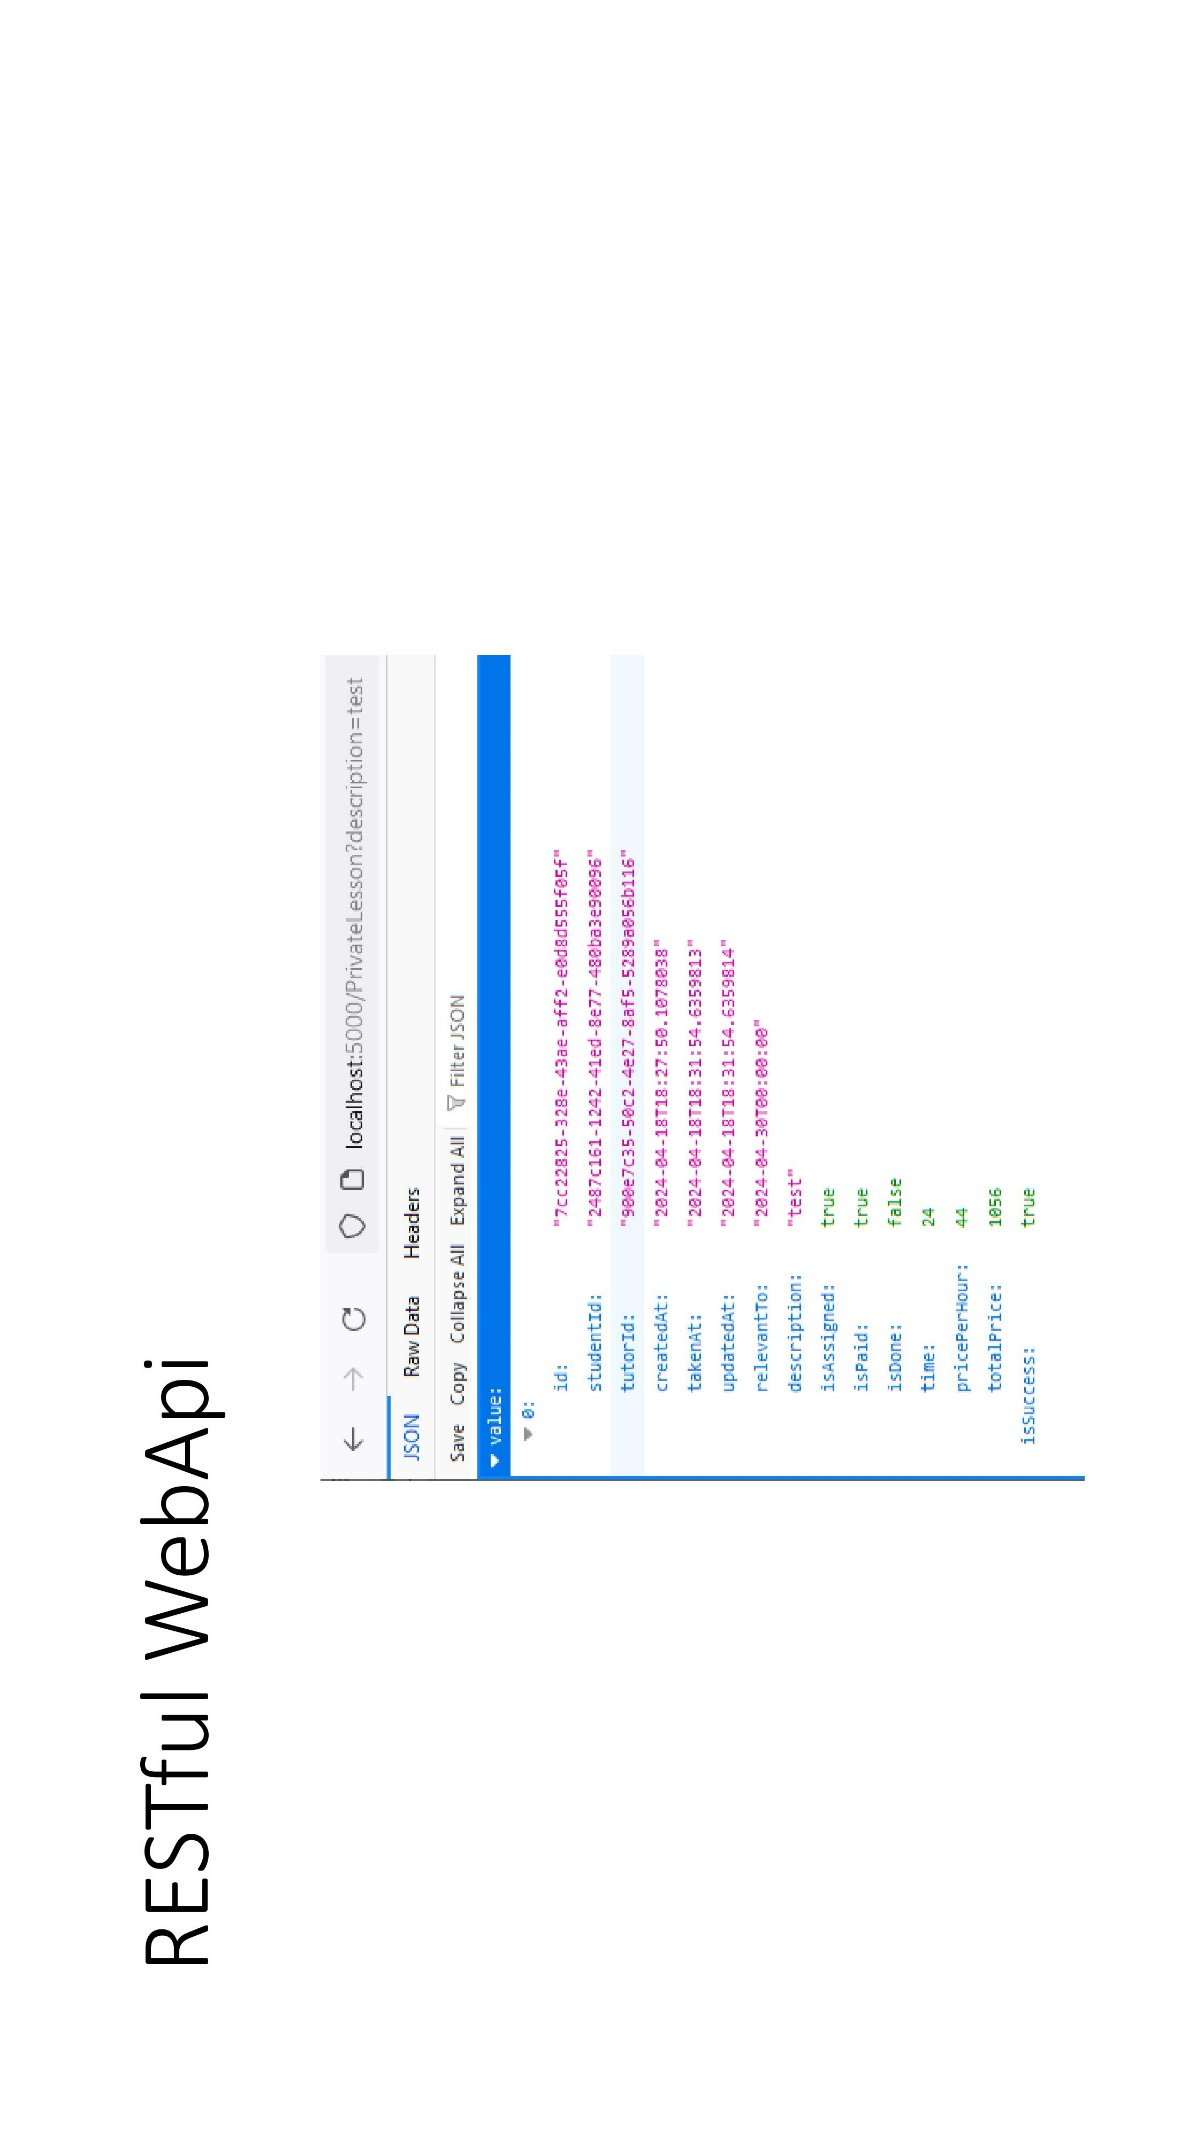 RESTful WebApi
localhost:5000/PrivateLesson?description=test
JSON Raw Data Headers
Save Copy Collapse All Expand All Filter JSON
value:
0:
id: "7cc22825-328e-43ae-aff2-e0d8d555f05f"
studentId: "2487c161-1242-41ed-8e77-480ba3e90096"
tutorId: "900e7c35-50c2-4e27-8af5-5289a056b116"
createdAt: "2024-04-18T18:27:50.1078038"
takenAt: "2024-04-18T18:31:54.6359813"
updatedAt: "2024-04-18T18:31:54.6359814"
relevantTo: "2024-04-30T00:00:00"
description: "test"
isAssigned: true
isPaid: true
isDone: false
time: 24
pricePerHour: 44
totalPrice: 1056
isSuccess: true